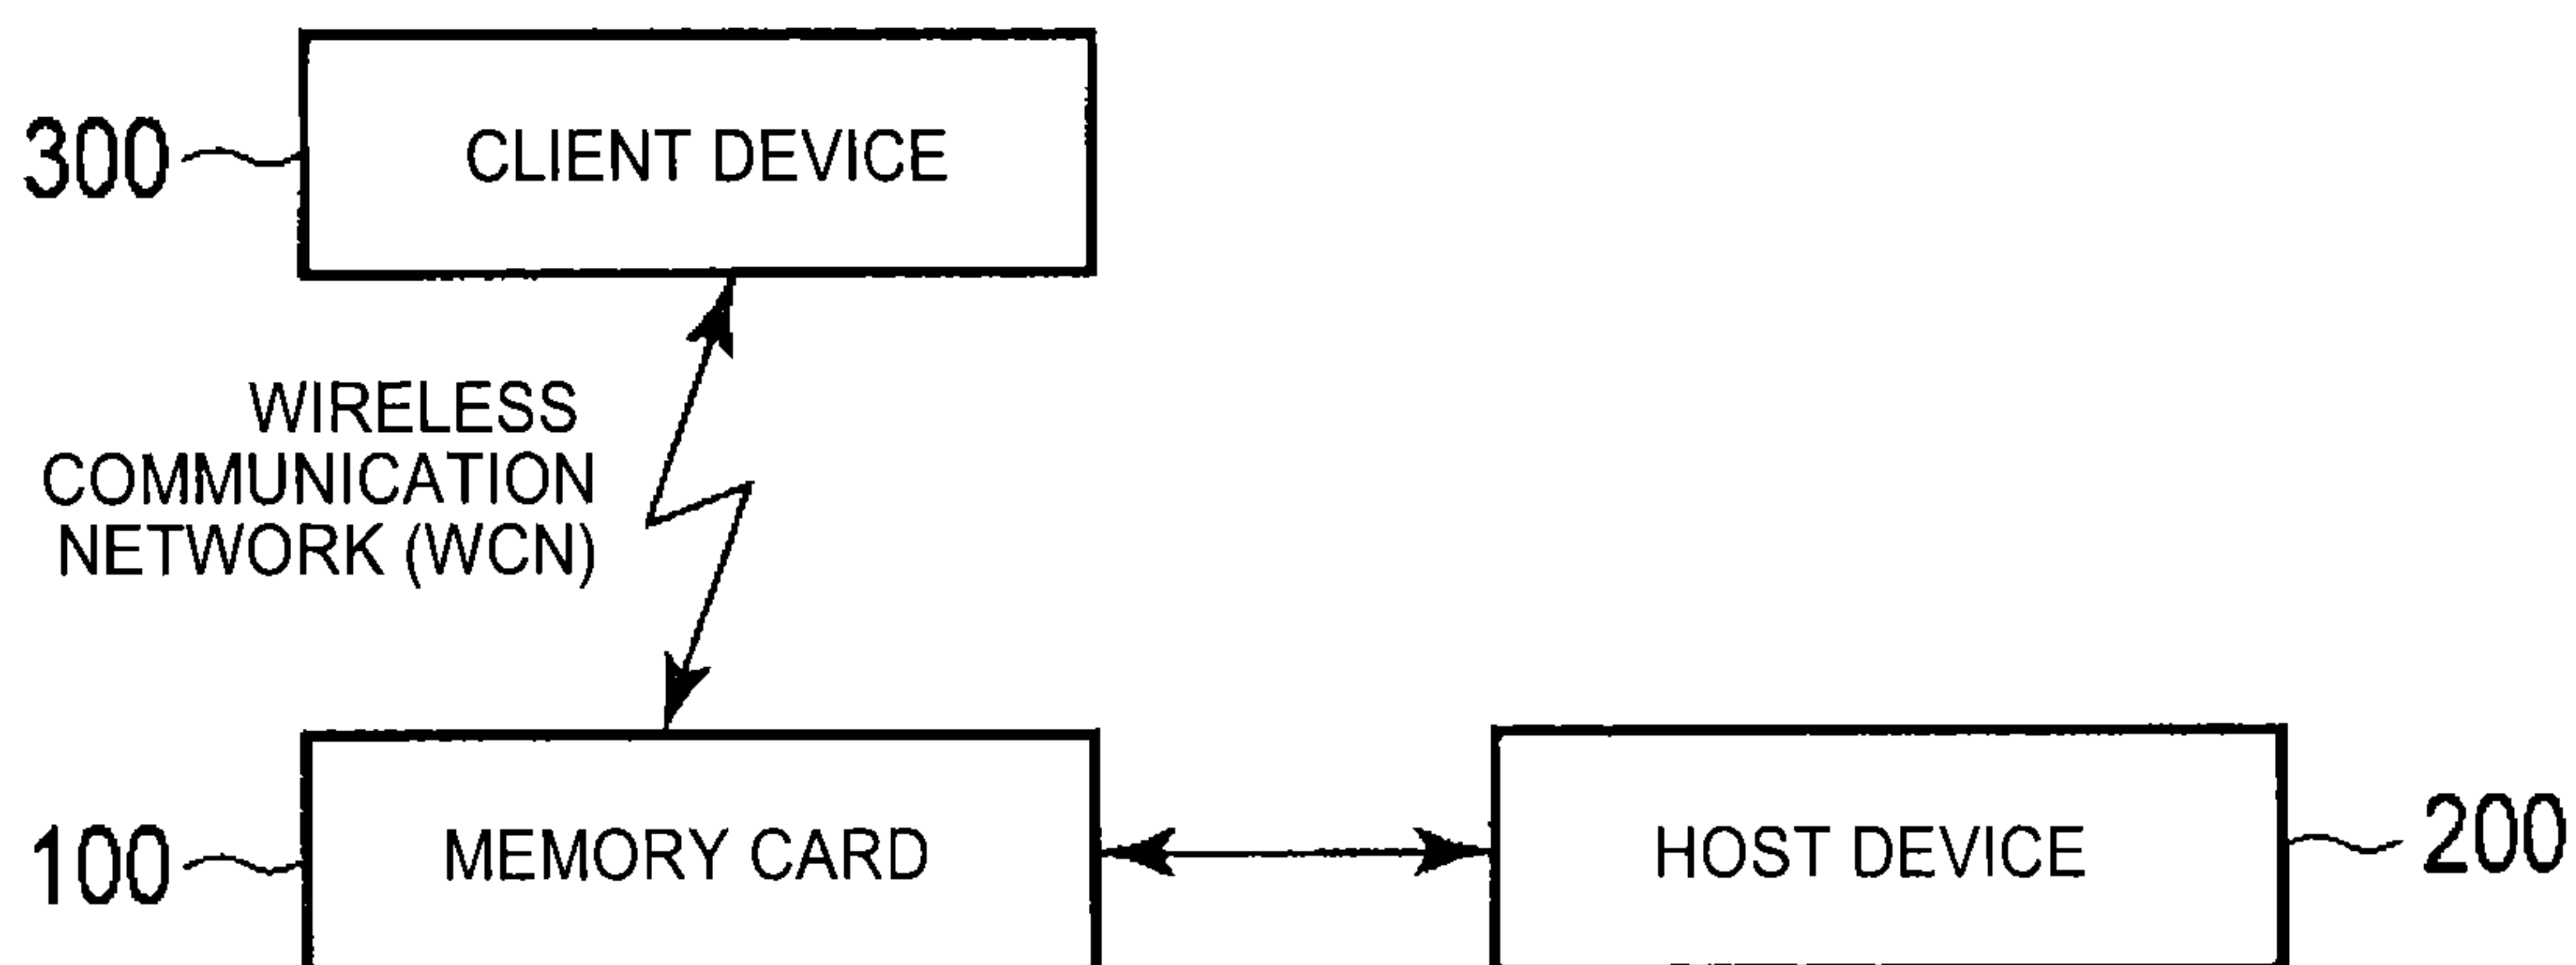 300
CLIENT DEVICE
WIRELESS
COMMUNICATION
NETWORK (WCN)
100
MEMORY CARD
HOST DEVICE
200